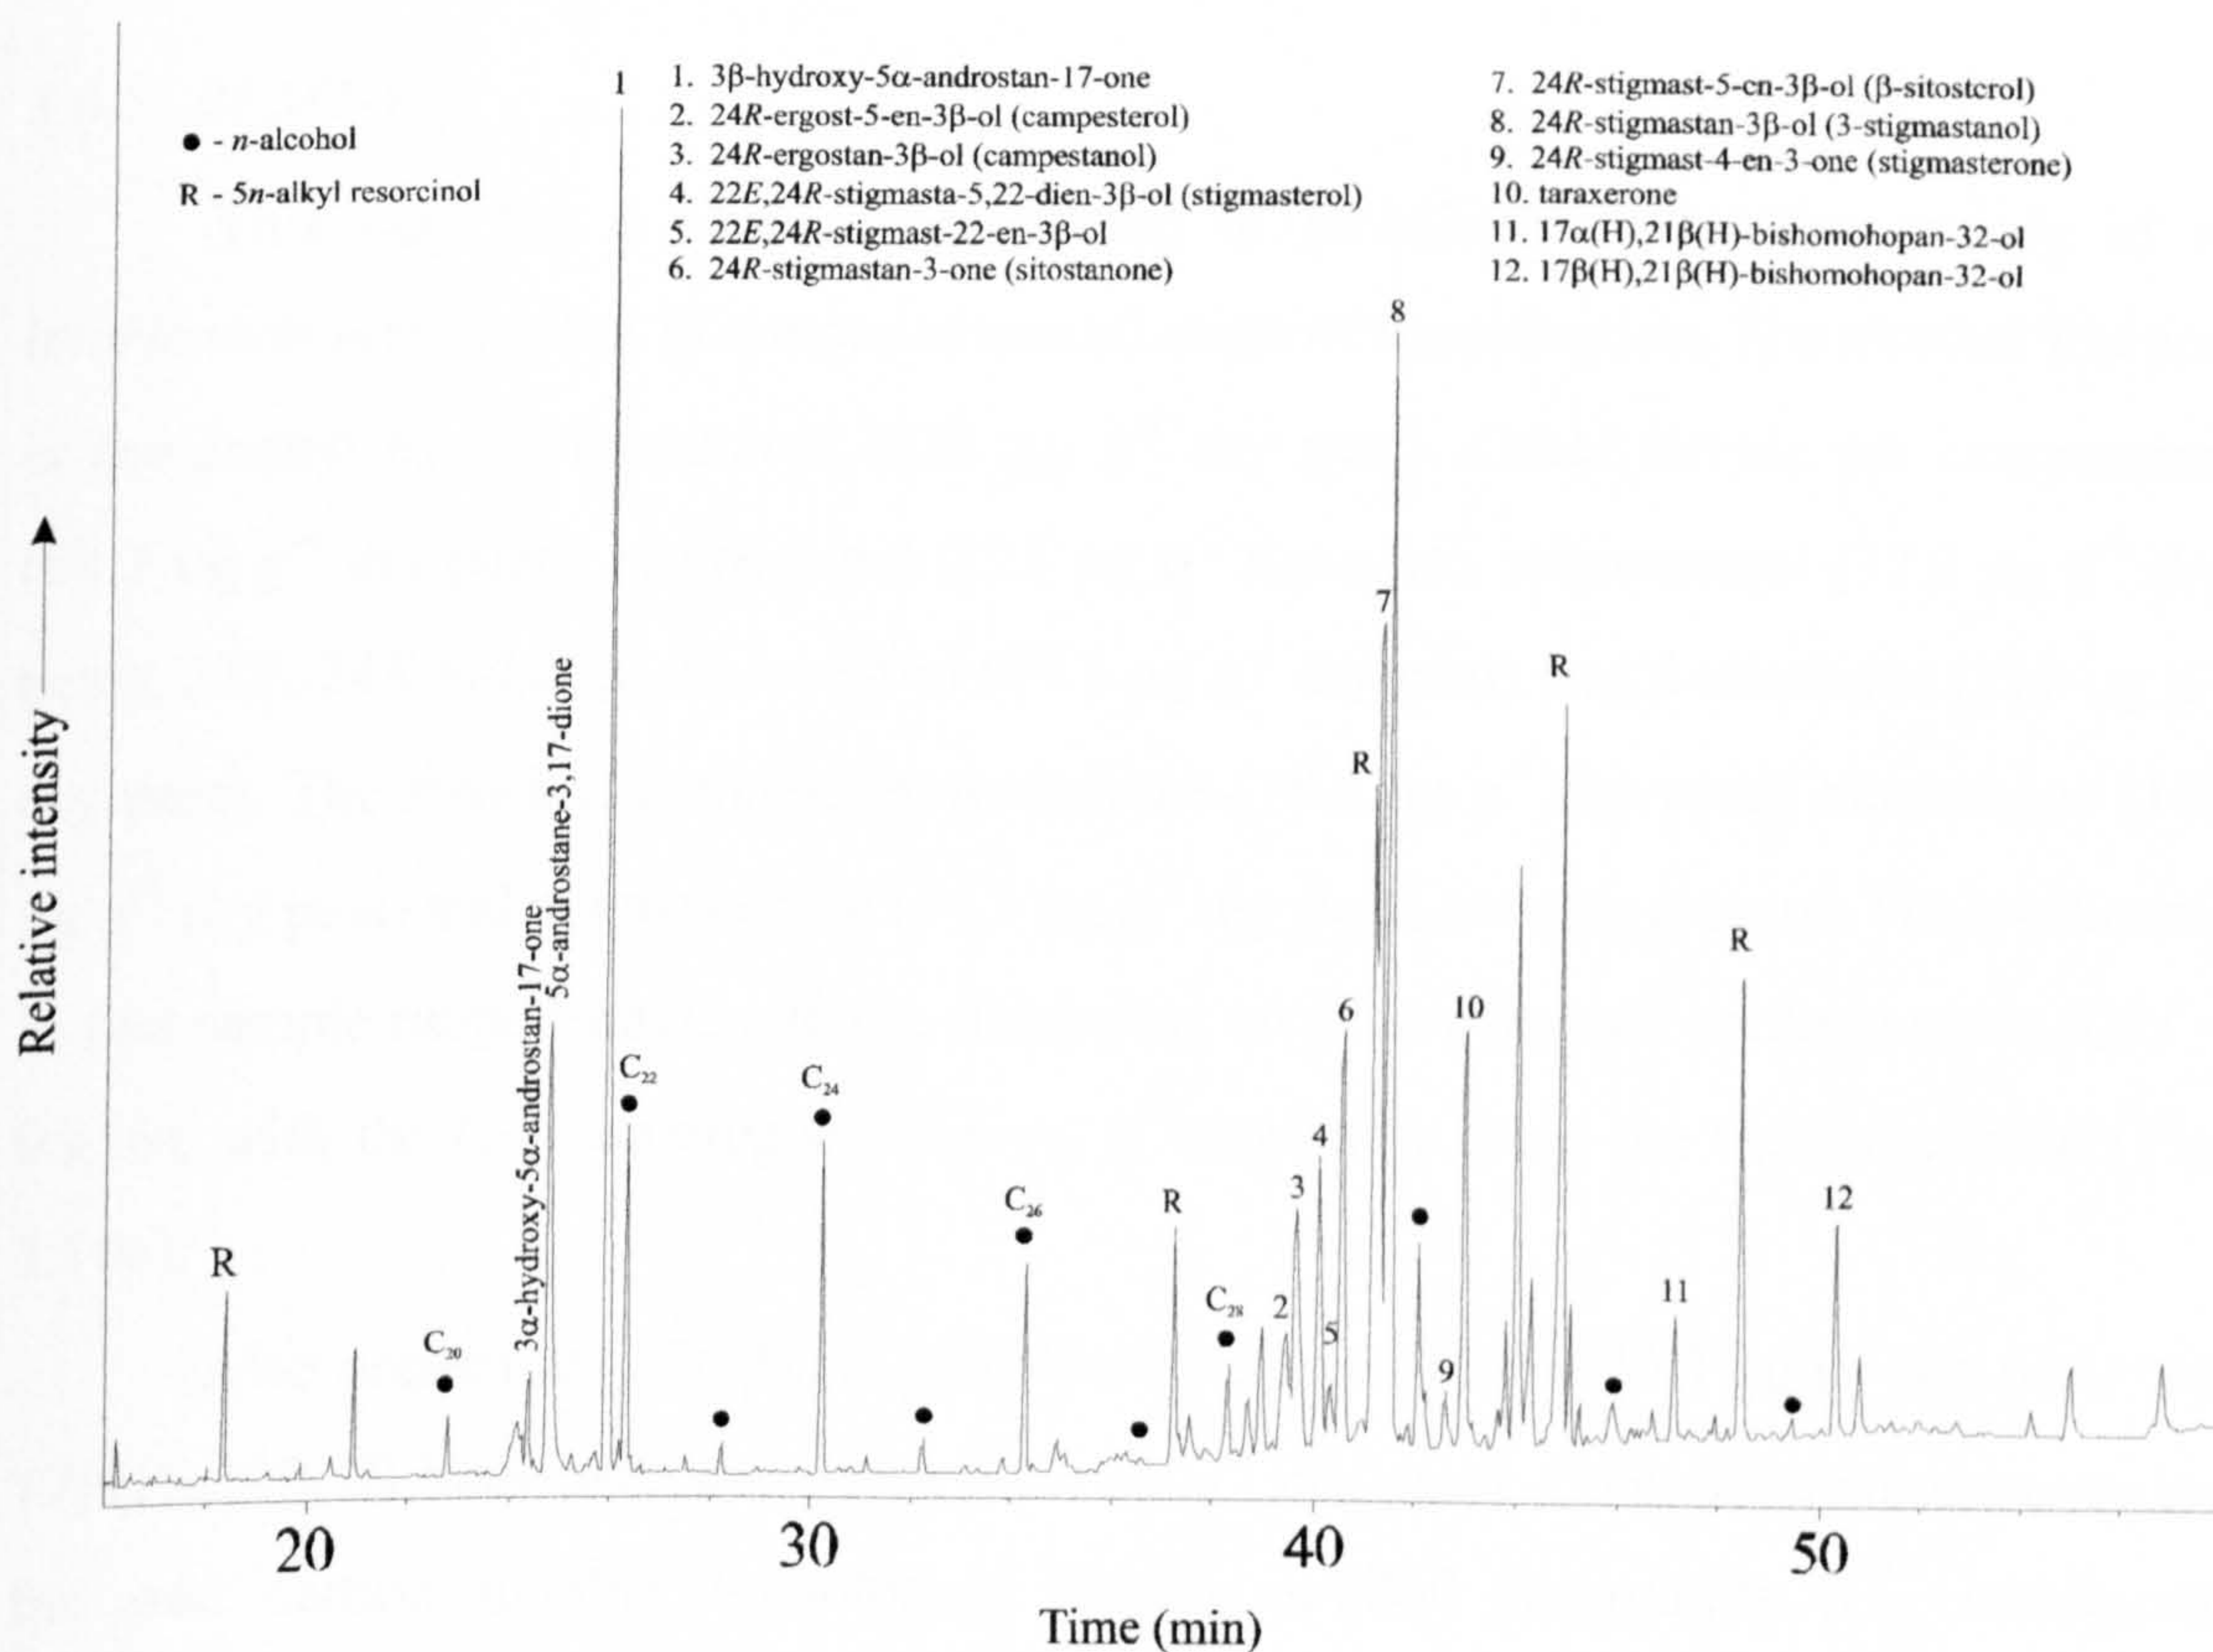 ● - n-alcohol
R - 5n-alkyl resorcinol
1. 3β-hydroxy-5α-androstan-17-one
2. 24R-ergost-5-en-3β-ol (campesterol)
3. 24R-ergostan-3β-ol (campestanol)
4. 22E,24R-stigmasta-5,22-dien-3β-ol (stigmasterol)
5. 22E,24R-stigmast-22-en-3β-ol
6. 24R-stigmastan-3-one (sitostanone)
7. 24R-stigmast-5-en-3β-ol (β-sitosterol)
8. 24R-stigmastan-3β-ol (3-stigmastanol)
9. 24R-stigmast-4-en-3-one (stigmasterone)
10. taraxerone
11. 17α(H),21β(H)-bishomohopan-32-ol
12. 17β(H),21β(H)-bishomohopan-32-ol
Relative intensity
R
C₂₀
3α-hydroxy-5α-androstan-17-one
5α-androstane-3,17-dione
1
C₂₂
C₂₄
C₂₆
R
C₂₈
2
3
4
5
6
R
7
8
9
10
R
11
R
12
20
30
40
50
Time (min)